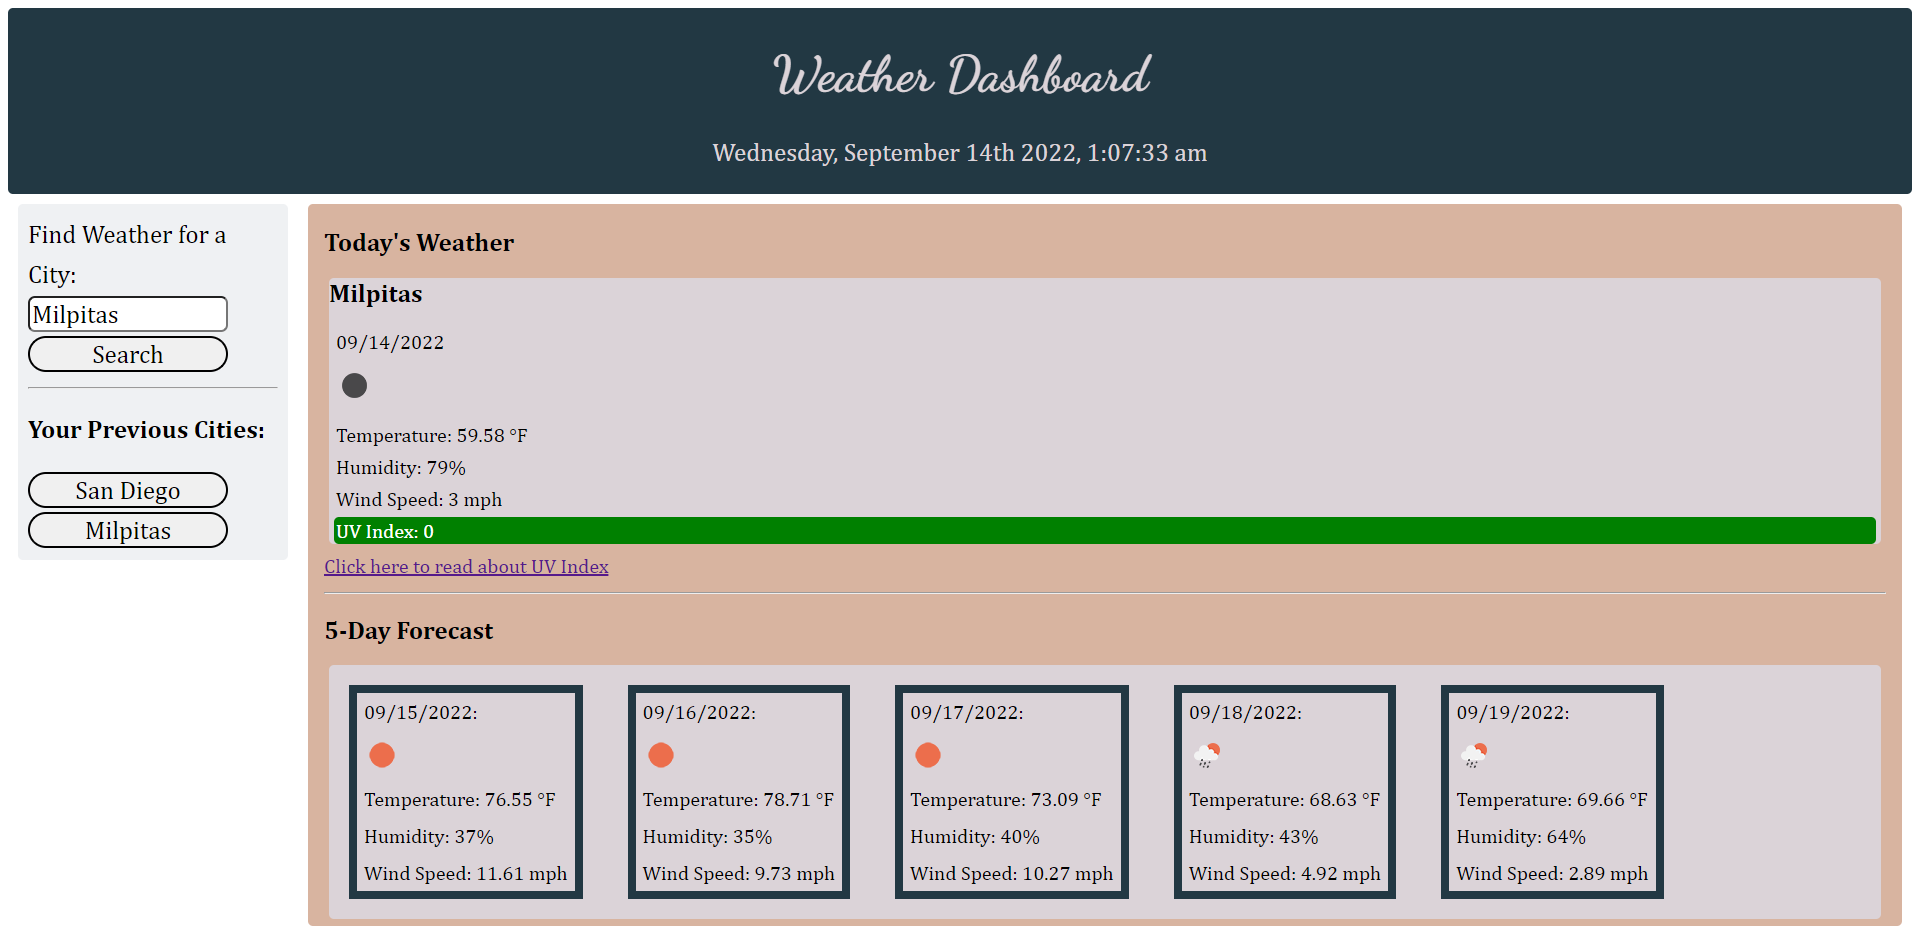 Weather Dashboard
Wednesday, September 14th 2022, 1:07:33 am
Find Weather for a
City:
Milpitas
Search
Your Previous Cities:
San Diego
Milpitas
Today's Weather
Milpitas
09/14/2022
Temperature: 59.58 °F
Humidity: 79%
Wind Speed: 3 mph
UV Index: 0
Click here to read about UV Index
5-Day Forecast
09/15/2022:
Temperature: 76.55 °F
Humidity: 37%
Wind Speed: 11.61 mph
09/16/2022:
Temperature: 78.71 °F
Humidity: 35%
Wind Speed: 9.73 mph
09/17/2022:
Temperature: 73.09 °F
Humidity: 40%
Wind Speed: 10.27 mph
09/18/2022:
Temperature: 68.63 °F
Humidity: 43%
Wind Speed: 4.92 mph
09/19/2022:
Temperature: 69.66 °F
Humidity: 64%
Wind Speed: 2.89 mph